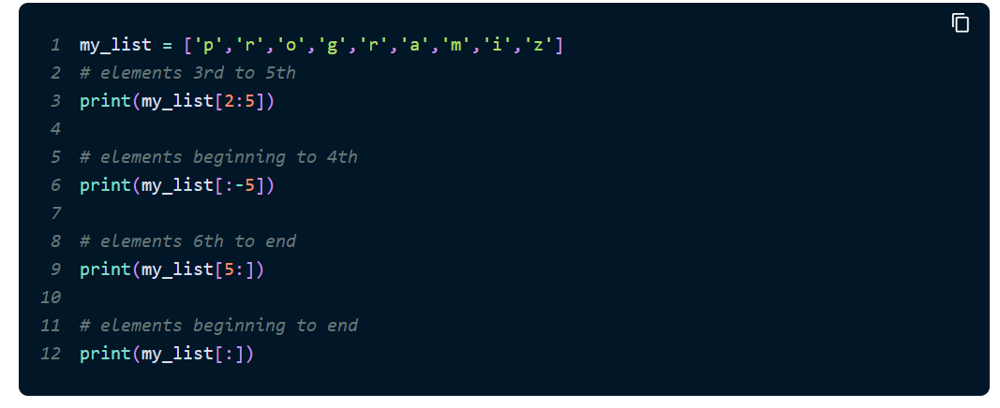 1 my_list = ['p','r','o','g','r','a','m','i','z']
2 # elements 3rd to 5th
3 print(my_list[2:5])
4
5 # elements beginning to 4th
6 print(my_list[:-5])
7
8 # elements 6th to end
9 print(my_list[5:])
10
11 # elements beginning to end
12 print(my_list[:])